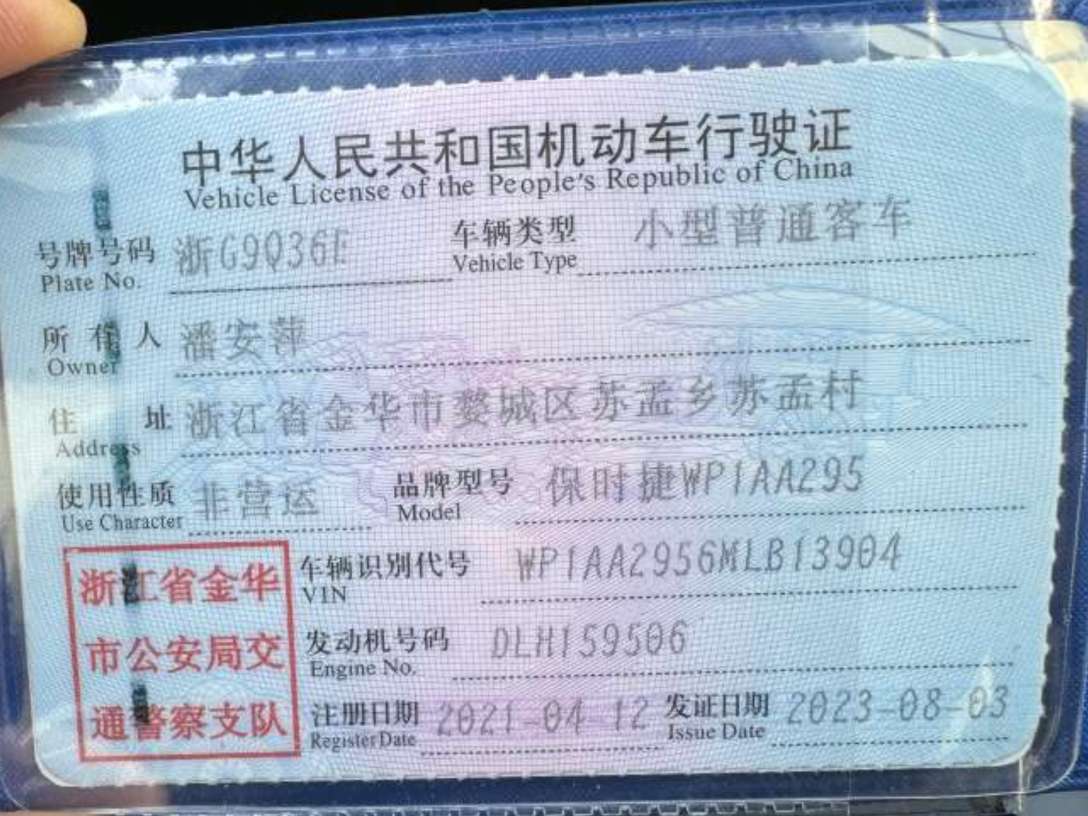 中华人民共和国机动车行驶证
Vehicle License of the People's Republic of China
号牌号码 浙G9Q36E 车辆类型 小型普通客车
Plate No. Vehicle Type
所有人 潘安萍
Owner
住址 浙江省金华市婺城区苏孟乡苏孟村
Address
使用性质 非营运 品牌型号 保时捷WP1AA295
Use Character Model
浙江省金华 车辆识别代号 WP1AA2956MLB13904
VIN
市公安局交 发动机号码 DLH159506
Engine No.
通警察支队 注册日期 2021-04-12 发证日期 2023-08-03
Register Date Issue Date